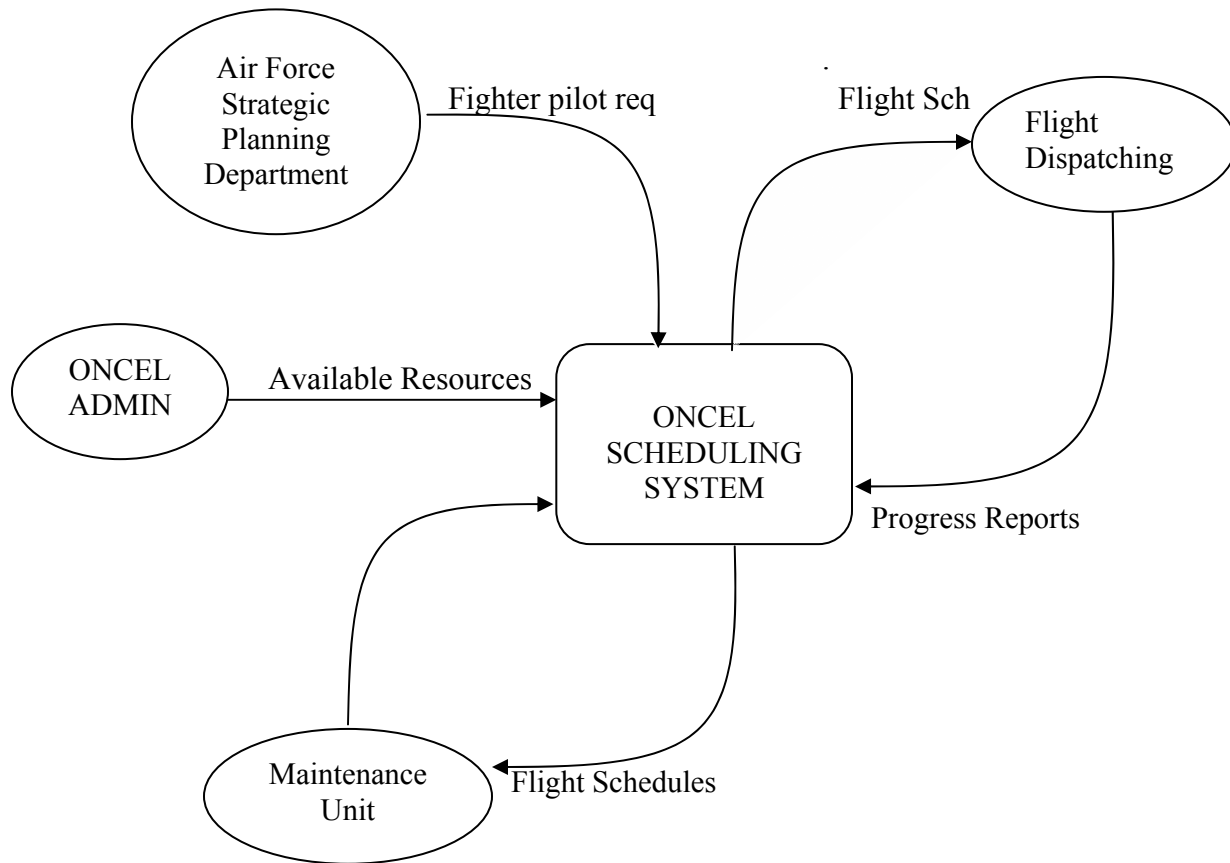 Air Force
Strategic
Planning
Department
Fighter pilot req
Flight Sch
Flight
Dispatching
ONCEL
ADMIN
Available Resources
ONCEL
SCHEDULING
SYSTEM
Progress Reports
Maintenance
Unit
Flight Schedules